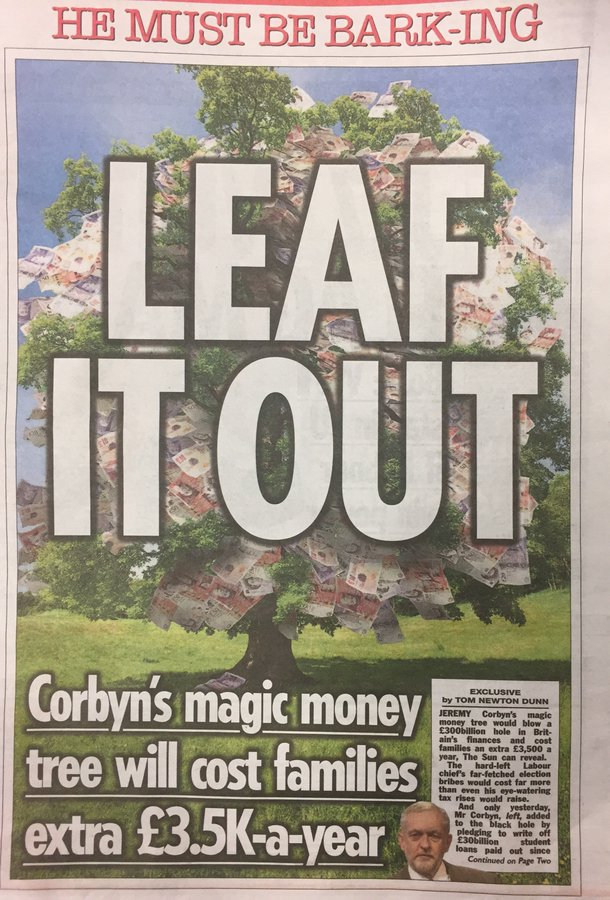 HE MUST BE BARK-ING
LEAF
IT OUT
Corbyn's magic money
tree will cost families
extra £3.5K-a-year
EXCLUSIVE
by TOM NEWTON DUNN
JEREMY Corbyn's magic
money tree would blow a
£300billion hole in Brit-
ain's finances and cost
families an extra £3,500 a
year, The Sun can reveal.
The hard-left Labour
chief's far-fetched election
bribes would cost far more
than even his eye-watering
tax rises would raise.
And only yesterday,
Mr Corbyn, left, added
to the black hole by
pledging to write off
£30billion student
loans paid out since
Continued on Page Two